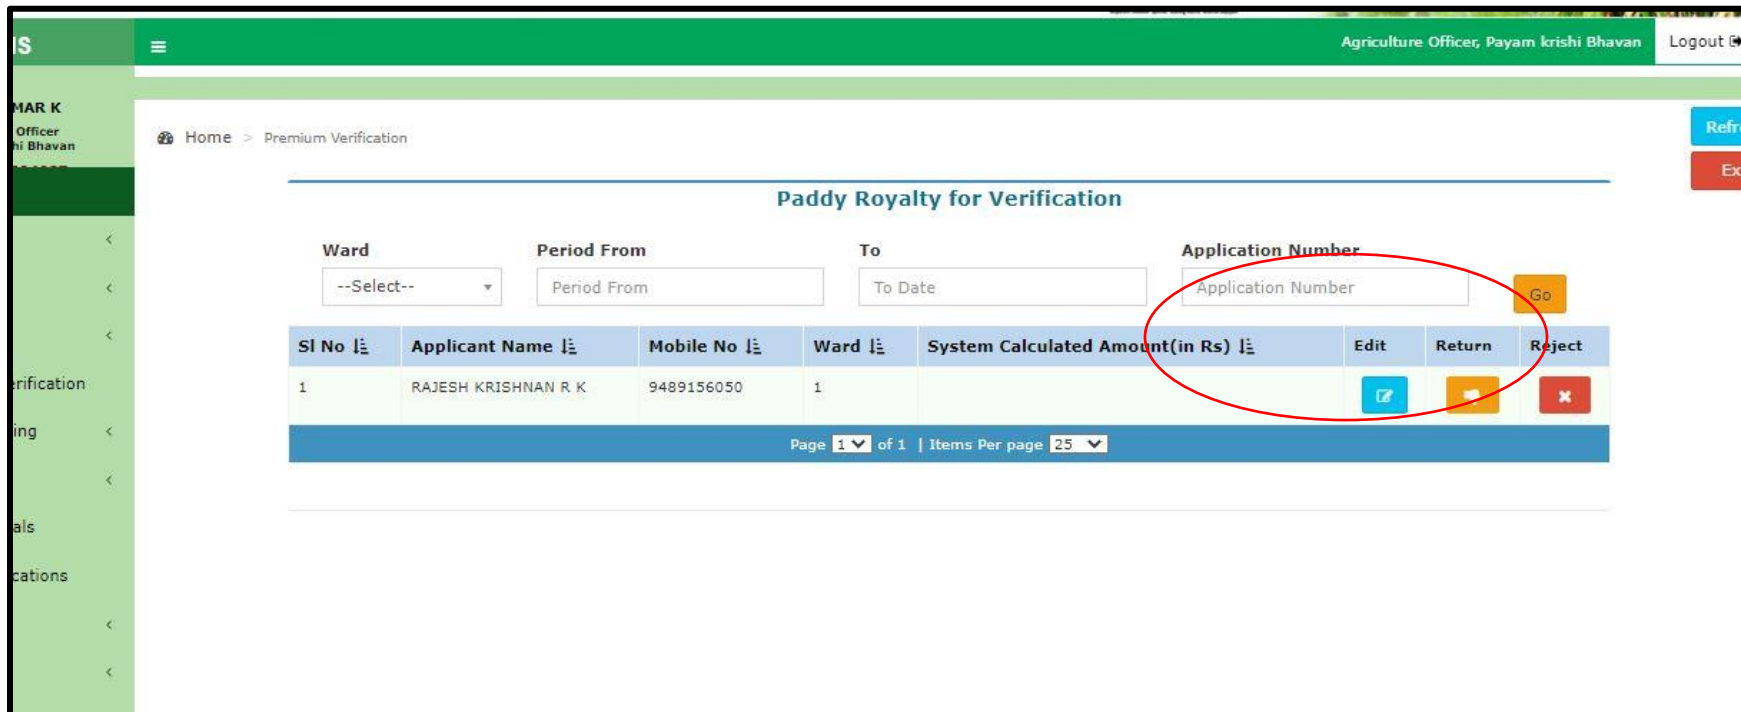 IS
Agriculture Officer, Payam krishi Bhavan Logout
MAR K
Officer
hi Bhavan
Home > Premium Verification
Refr
Ex
Paddy Royalty for Verification
Ward Period From To Application Number
--Select-- Period From To Date Application Number Go
Sl No Applicant Name Mobile No Ward System Calculated Amount(in Rs) Edit Return Reject
1 RAJESH KRISHNAN R K 9489156050 1
erification
ing
Page 1 of 1 | Items Per page 25
als
cations